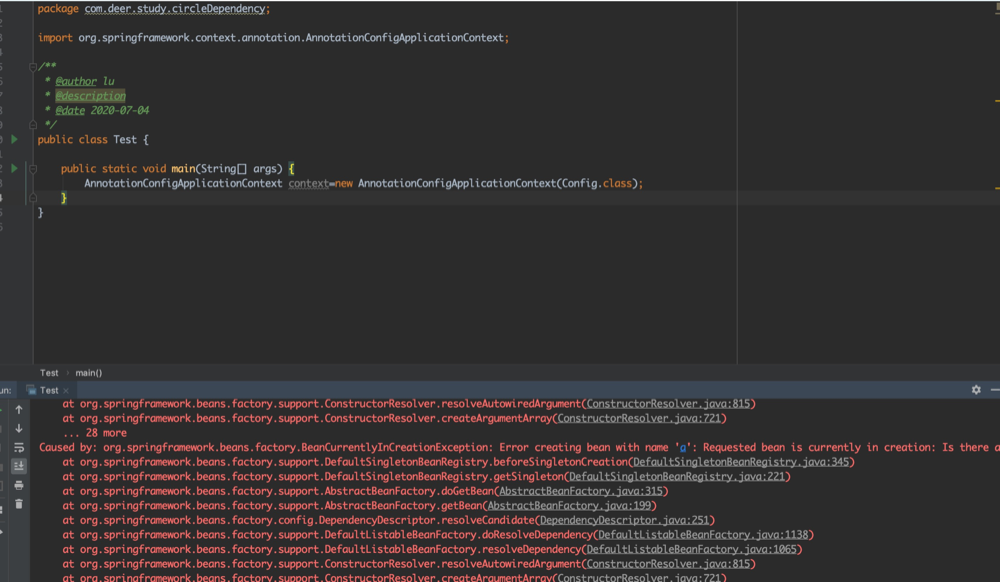 package com.deer.study.circleDependency;
import org.springframework.context.annotation.AnnotationConfigApplicationContext;
/**
* @author lu
* @description
* @date 2020-07-04
*/
public class Test {
public static void main(String[] args) {
AnnotationConfigApplicationContext context=new AnnotationConfigApplicationContext(Config.class);
}
}
Test › main()
un: Test ×
at org.springframework.beans.factory.support.ConstructorResolver.resolveAutowiredArgument(ConstructorResolver.java:815)
at org.springframework.beans.factory.support.ConstructorResolver.createArgumentArray(ConstructorResolver.java:721)
... 28 more
Caused by: org.springframework.beans.factory.BeanCurrentlyInCreationException: Error creating bean with name 'a': Requested bean is currently in creation: Is there a
at org.springframework.beans.factory.support.DefaultSingletonBeanRegistry.beforeSingletonCreation(DefaultSingletonBeanRegistry.java:345)
at org.springframework.beans.factory.support.DefaultSingletonBeanRegistry.getSingleton(DefaultSingletonBeanRegistry.java:221)
at org.springframework.beans.factory.support.AbstractBeanFactory.doGetBean(AbstractBeanFactory.java:315)
at org.springframework.beans.factory.support.AbstractBeanFactory.getBean(AbstractBeanFactory.java:199)
at org.springframework.beans.factory.config.DependencyDescriptor.resolveCandidate(DependencyDescriptor.java:251)
at org.springframework.beans.factory.support.DefaultListableBeanFactory.doResolveDependency(DefaultListableBeanFactory.java:1138)
at org.springframework.beans.factory.support.DefaultListableBeanFactory.resolveDependency(DefaultListableBeanFactory.java:1065)
at org.springframework.beans.factory.support.ConstructorResolver.resolveAutowiredArgument(ConstructorResolver.java:815)
at org.springframework.beans.factory.support.ConstructorResolver.createArgumentArray(ConstructorResolver.java:721)